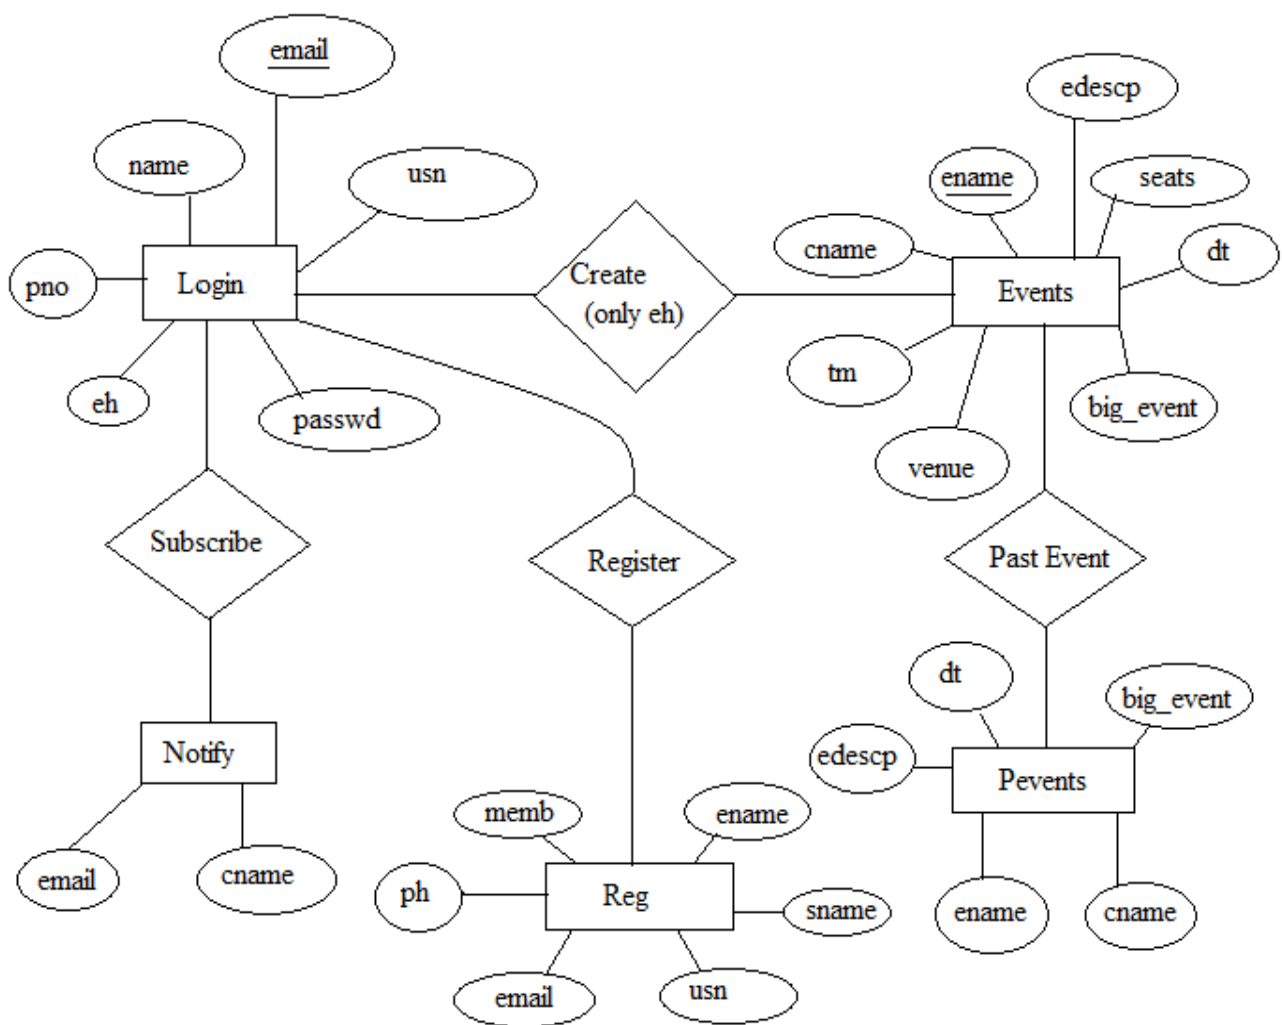 email
edescp
name
usn
ename
seats
cname
dt
pno
Login
Create
(only eh)
Events
tm
eh
passwd
big_event
venue
Subscribe
Register
Past Event
dt
big_event
Notify
edescp
Pevents
memb
ename
email
cname
ph
Reg
sname
ename
cname
email
usn